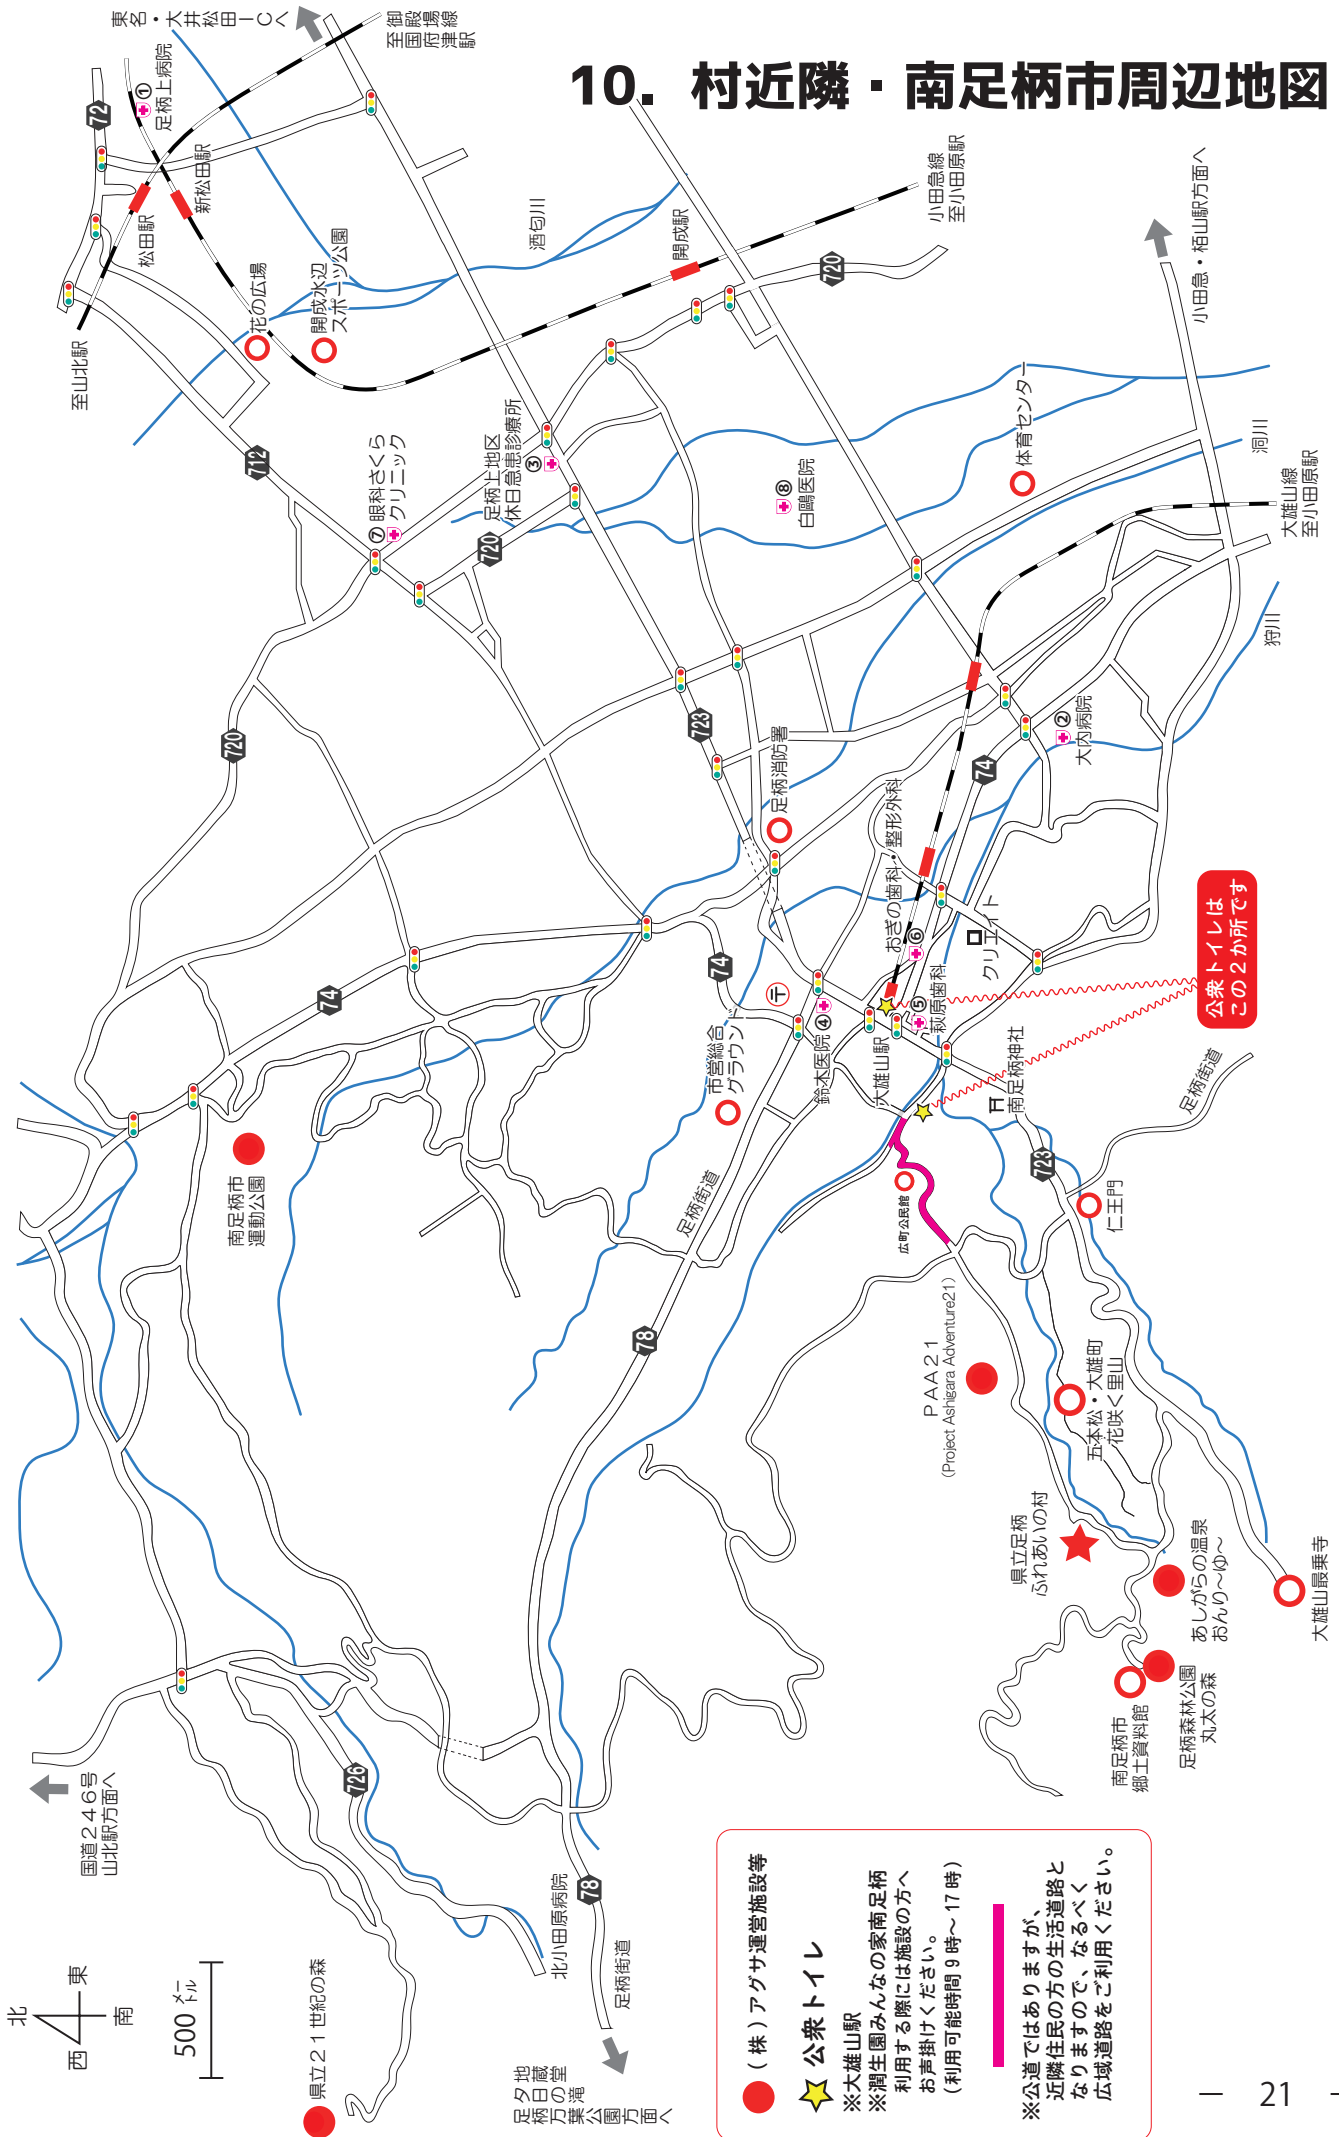 10. 村近隣・南足柄市周辺地図
東名・大井松田ＩＣへ
御殿場線
至国府津駅
72
①
足柄上病院
新松田駅
松田駅
至山北駅
花の広場
開成水辺
スポーツ公園
酒匂川
開成駅
小田急線
至小田原駅
720
小田急・栢山駅方面へ
712
⑦ 眼科さくら
クリニック
足柄上地区
休日急患診療所
③
720
⑧
白鷗医院
体育センター
洞川
大雄山線
至小田原駅
狩川
720
723
足柄消防署
74
②
大内病院
おぎの歯科・整形外科
⑥
クリエイト
74
74
〒
市営総合
グラウンド
鈴木医院 ④
大雄山駅
⑤
萩原歯科
南足柄神社
公衆トイレは
この２か所です
足柄街道
723
仁王門
広町公民館
南足柄市
運動公園
足柄街道
78
ＰＡＡ２１
(Project Ashigara Adventure21)
五本松・大雄町
花咲く里山
県立足柄
ふれあいの村
あしがらの温泉
おんり～ゆ～
大雄山最乗寺
足柄森林公園
丸太の森
南足柄市
郷土資料館
国道２４６号
山北駅方面へ
726
北小田原病院
78
足柄街道
足柄地蔵堂
夕日の滝
万葉公園方面へ
県立２１世紀の森
北
西
東
南
500 メートル
(株)アグサ運営施設等
公衆トイレ
※大雄山駅
※潤生園みんなの家南足柄
利用する際には施設の方へ
お声掛けください。
(利用可能時間９時～17 時)
※公道ではありますが、
近隣住民の方の生活道路と
なりますので、なるべく
広域道路をご利用ください。
— 21 -